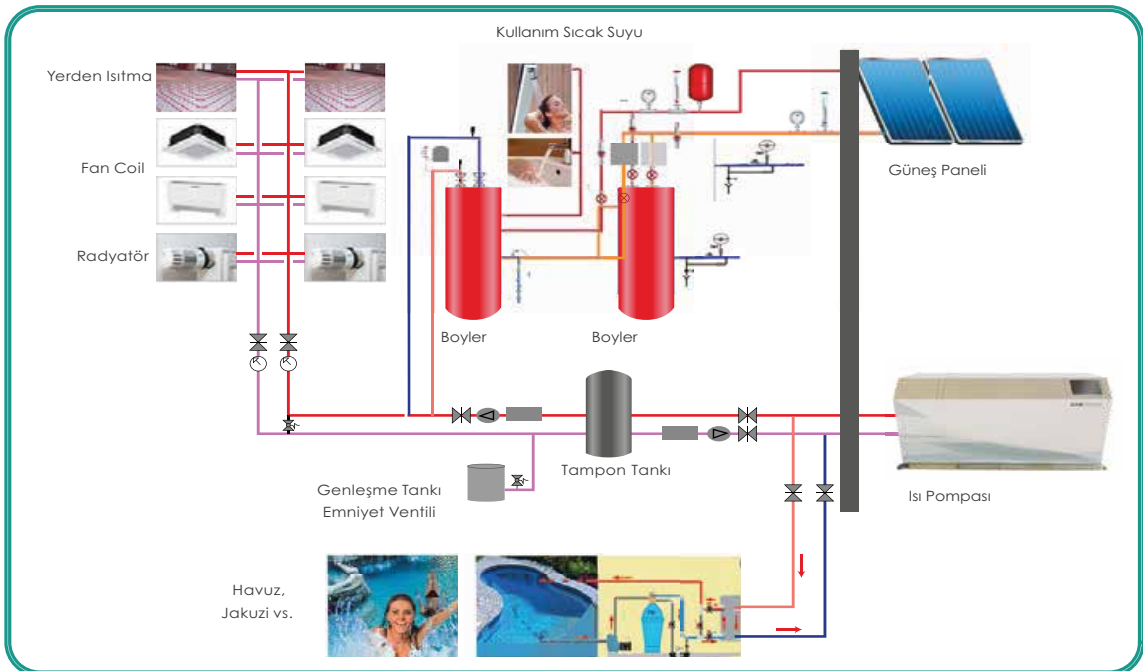 Kullanım Sıcak Suyu
Yerden Isıtma
Fan Coil
Güneş Paneli
Radyatör
Boyler
Boyler
Tampon Tankı
Genleşme Tankı
Emniyet Ventili
Isı Pompası
Havuz,
Jakuzi vs.